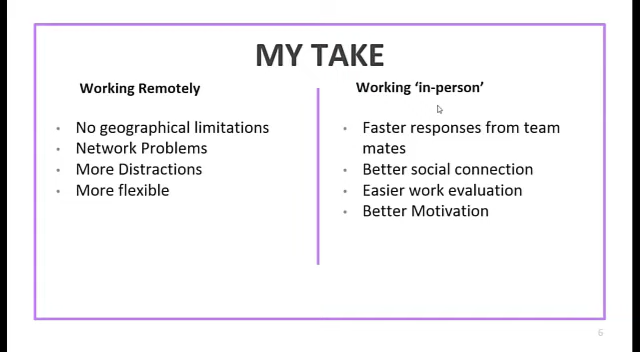 MY TAKE
Working Remotely
No geographical limitations
Network Problems
More Distractions
More flexible
Working ‘in-person’
Faster responses from team
mates
Better social connection
Easier work evaluation
Better Motivation
6